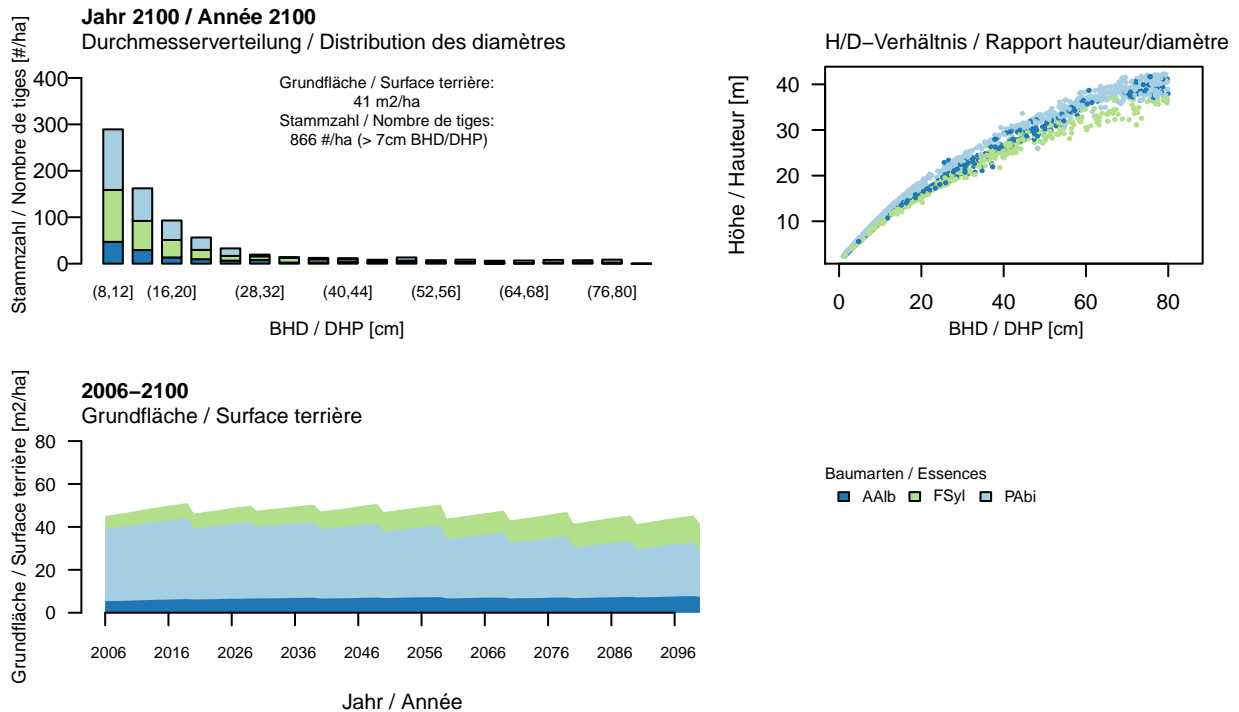 Jahr 2100 / Année 2100
Durchmesserverteilung / Distribution des diamètres
Stammzahl / Nombre de tiges [#/ha]
400
300
200
100
0
Grundfläche / Surface terrière:
41 m2/ha
Stammzahl / Nombre de tiges:
866 #/ha (> 7cm BHD/DHP)
(8,12]
(16,20]
(28,32]
(40,44]
(52,56]
(64,68]
(76,80]
BHD / DHP [cm]
H/D−Verhältnis / Rapport hauteur/diamètre
Höhe / Hauteur [m]
40
30
20
10
0
20
40
60
80
BHD / DHP [cm]
2006−2100
Grundfläche / Surface terrière
Grundfläche / Surface terrière [m2/ha]
80
60
40
20
0
2006
2016
2026
2036
2046
2056
2066
2076
2086
2096
Jahr / Année
Baumarten / Essences
AAlb
FSyl
PAbi